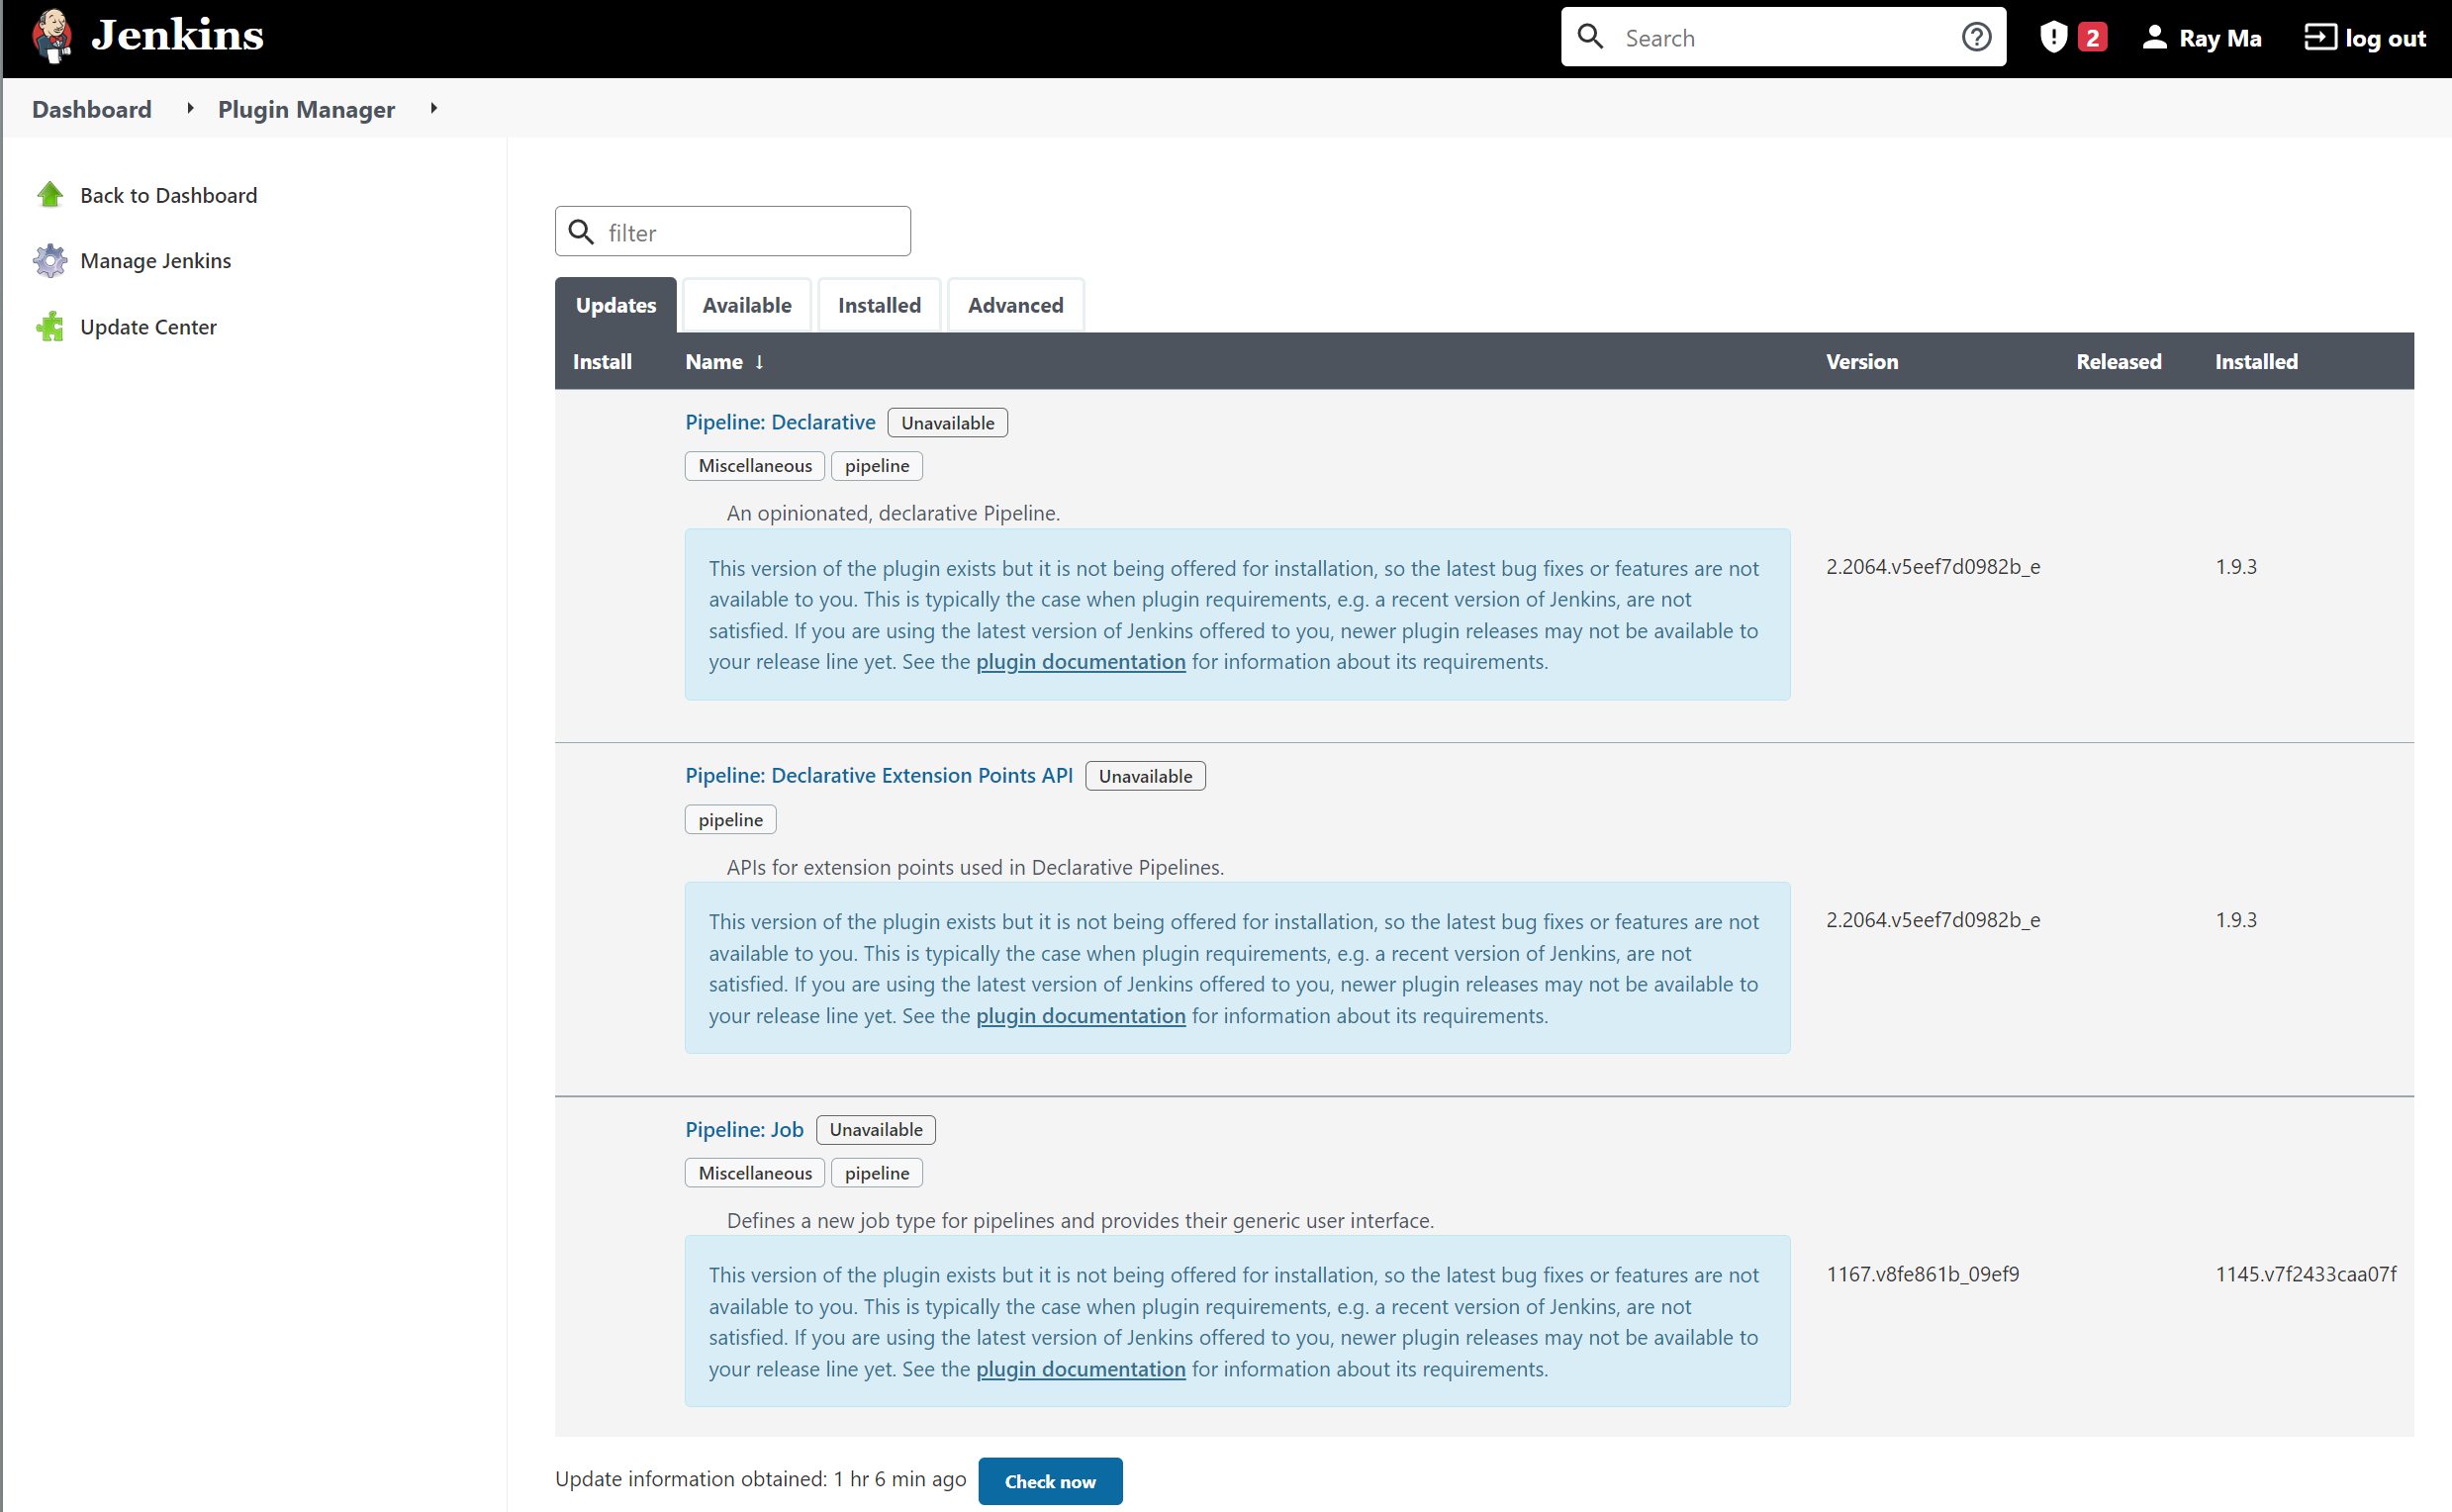 Jenkins
Search
2
Ray Ma
log out
Dashboard
Plugin Manager
Back to Dashboard
Manage Jenkins
Update Center
filter
Updates
Available
Installed
Advanced
Install
Name ↓
Version
Released
Installed
Pipeline: Declarative
Unavailable
Miscellaneous
pipeline
An opinionated, declarative Pipeline.
This version of the plugin exists but it is not being offered for installation, so the latest bug fixes or features are not
available to you. This is typically the case when plugin requirements, e.g. a recent version of Jenkins, are not
satisfied. If you are using the latest version of Jenkins offered to you, newer plugin releases may not be available to
your release line yet. See the plugin documentation for information about its requirements.
2.2064.v5eef7d0982b_e
1.9.3
Pipeline: Declarative Extension Points API
Unavailable
pipeline
APIs for extension points used in Declarative Pipelines.
This version of the plugin exists but it is not being offered for installation, so the latest bug fixes or features are not
available to you. This is typically the case when plugin requirements, e.g. a recent version of Jenkins, are not
satisfied. If you are using the latest version of Jenkins offered to you, newer plugin releases may not be available to
your release line yet. See the plugin documentation for information about its requirements.
2.2064.v5eef7d0982b_e
1.9.3
Pipeline: Job
Unavailable
Miscellaneous
pipeline
Defines a new job type for pipelines and provides their generic user interface.
This version of the plugin exists but it is not being offered for installation, so the latest bug fixes or features are not
available to you. This is typically the case when plugin requirements, e.g. a recent version of Jenkins, are not
satisfied. If you are using the latest version of Jenkins offered to you, newer plugin releases may not be available to
your release line yet. See the plugin documentation for information about its requirements.
1167.v8fe861b_09ef9
1145.v7f2433caa07f
Update information obtained: 1 hr 6 min ago
Check now